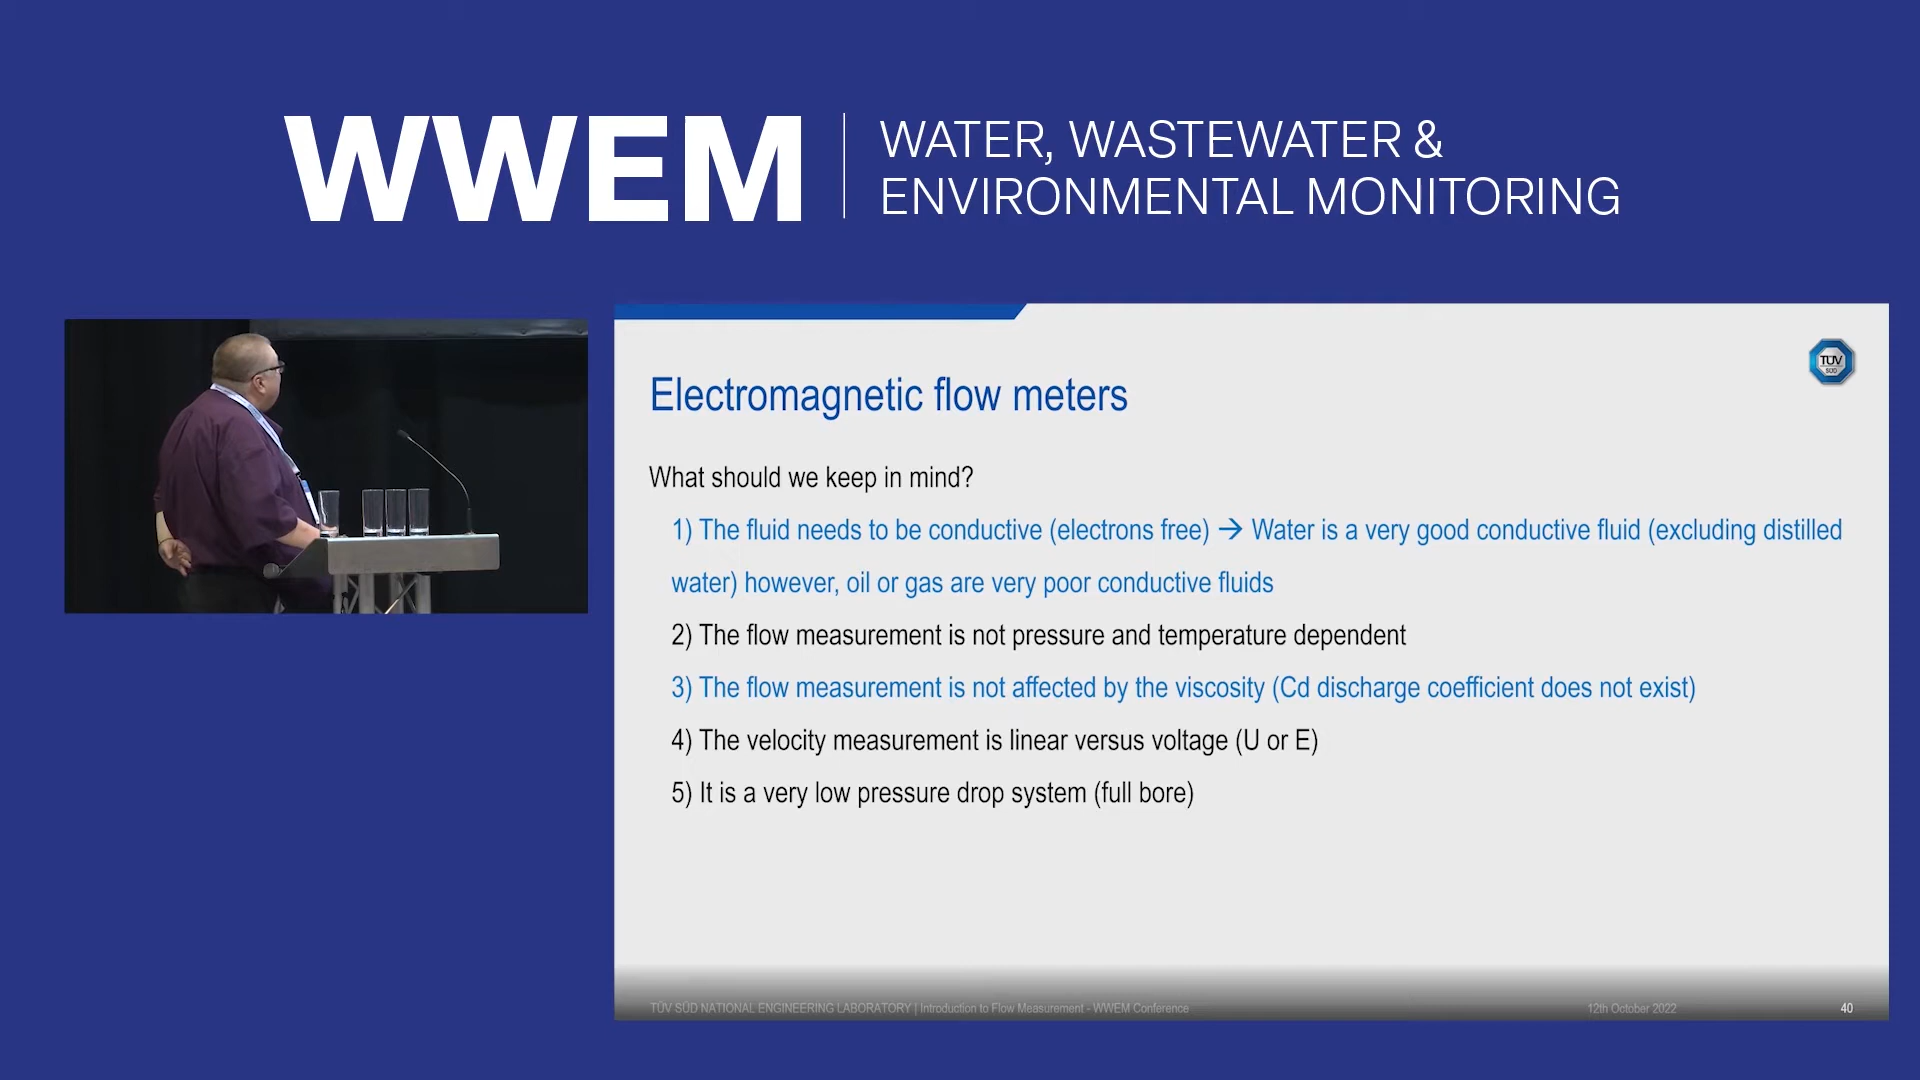 WWEM
WATER, WASTEWATER &
ENVIRONMENTAL MONITORING
TÜV
SÜD
Electromagnetic flow meters
What should we keep in mind?
1) The fluid needs to be conductive (electrons free) → Water is a very good conductive fluid (excluding distilled
water) however, oil or gas are very poor conductive fluids
2) The flow measurement is not pressure and temperature dependent
3) The flow measurement is not affected by the viscosity (Cd discharge coefficient does not exist)
4) The velocity measurement is linear versus voltage (U or E)
5) It is a very low pressure drop system (full bore)
TÜV SÜD NATIONAL ENGINEERING LABORATORY | Introduction to Flow Measurement - WWEM Conference
12th October 2022
40